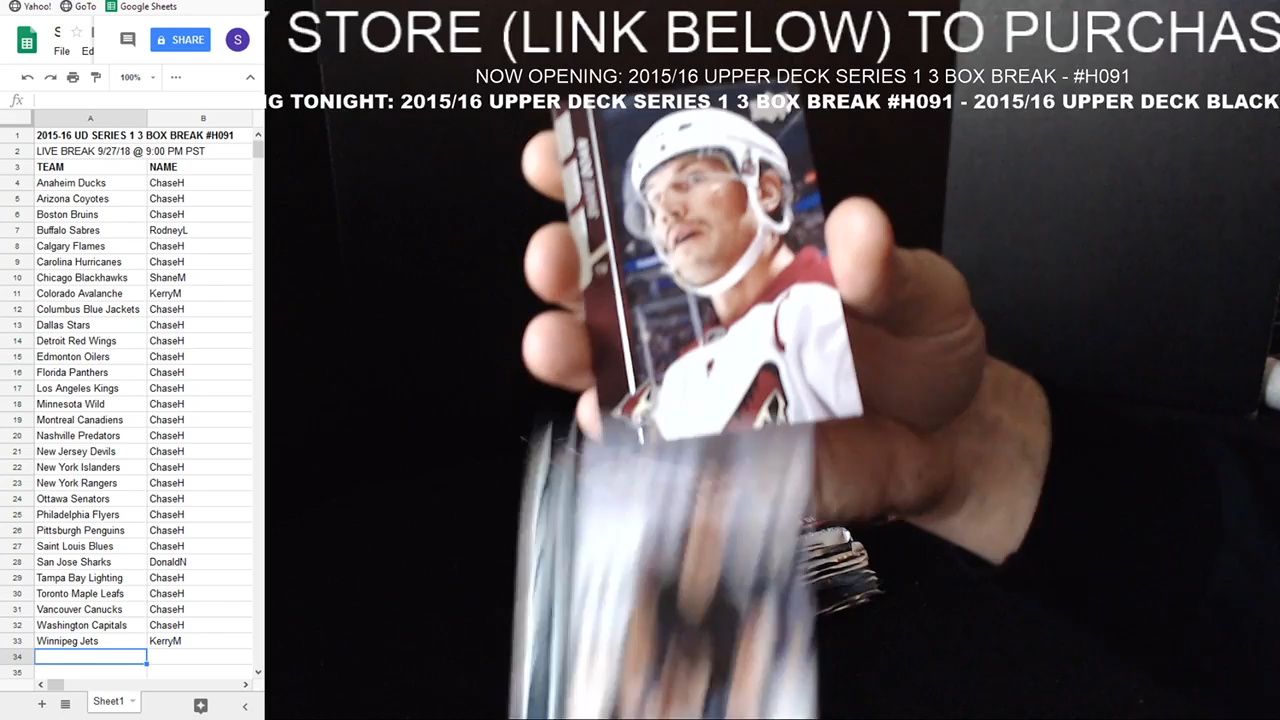 Yahoo! GoTo Google Sheets
S
File Ed
SHARE S
100%
fx
A B
1 2015-16 UD SERIES 1 3 BOX BREAK #H091
2 LIVE BREAK 9/27/18 @ 9:00 PM PST
3 TEAM NAME
4 Anaheim Ducks ChaseH
5 Arizona Coyotes ChaseH
6 Boston Bruins ChaseH
7 Buffalo Sabres RodneyL
8 Calgary Flames ChaseH
9 Carolina Hurricanes ChaseH
10 Chicago Blackhawks ShaneM
11 Colorado Avalanche KerryM
12 Columbus Blue Jackets ChaseH
13 Dallas Stars ChaseH
14 Detroit Red Wings ChaseH
15 Edmonton Oilers ChaseH
16 Florida Panthers ChaseH
17 Los Angeles Kings ChaseH
18 Minnesota Wild ChaseH
19 Montreal Canadiens ChaseH
20 Nashville Predators ChaseH
21 New Jersey Devils ChaseH
22 New York Islanders ChaseH
23 New York Rangers ChaseH
24 Ottawa Senators ChaseH
25 Philadelphia Flyers ChaseH
26 Pittsburgh Penguins ChaseH
27 Saint Louis Blues ChaseH
28 San Jose Sharks DonaldN
29 Tampa Bay Lighting ChaseH
30 Toronto Maple Leafs ChaseH
31 Vancouver Canucks ChaseH
32 Washington Capitals ChaseH
33 Winnipeg Jets KerryM
34
35
Sheet1
STORE (LINK BELOW) TO PURCHAS
NOW OPENING: 2015/16 UPPER DECK SERIES 1 3 BOX BREAK - #H091
NG TONIGHT: 2015/16 UPPER DECK SERIES 1 3 BOX BREAK #H091 - 2015/16 UPPER DECK BLACK